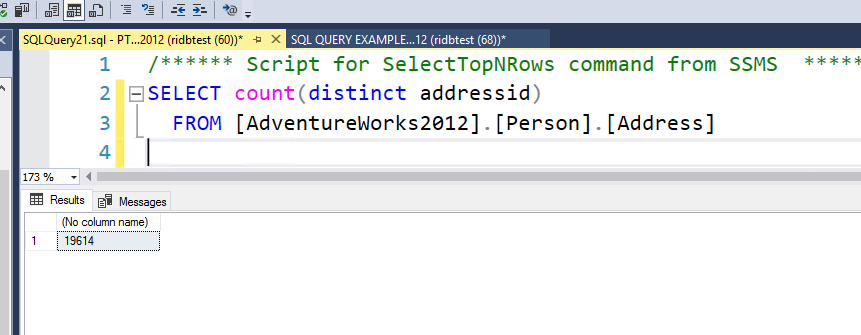 SQLQuery21.sql - PT...2012 (ridbtest (60))*
SQL QUERY EXAMPLE...12 (ridbtest (68))*
1 /****** Script for SelectTopNRows command from SSMS *****
2 SELECT count(distinct addressid)
3 FROM [AdventureWorks2012].[Person].[Address]
4
173 %
Results Messages
(No column name)
1 19614